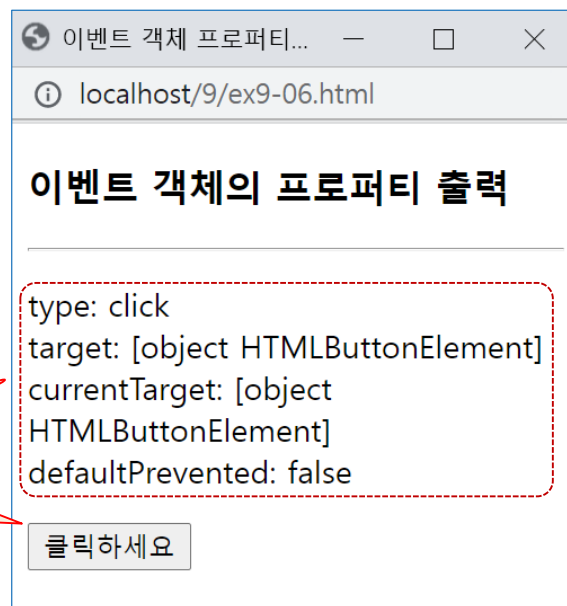 이벤트 객체 프로퍼티...
localhost/9/ex9-06.html
이벤트 객체의 프로퍼티 출력
type: click
target: [object HTMLButtonElement]
currentTarget: [object
HTMLButtonElement]
defaultPrevented: false
클릭하세요